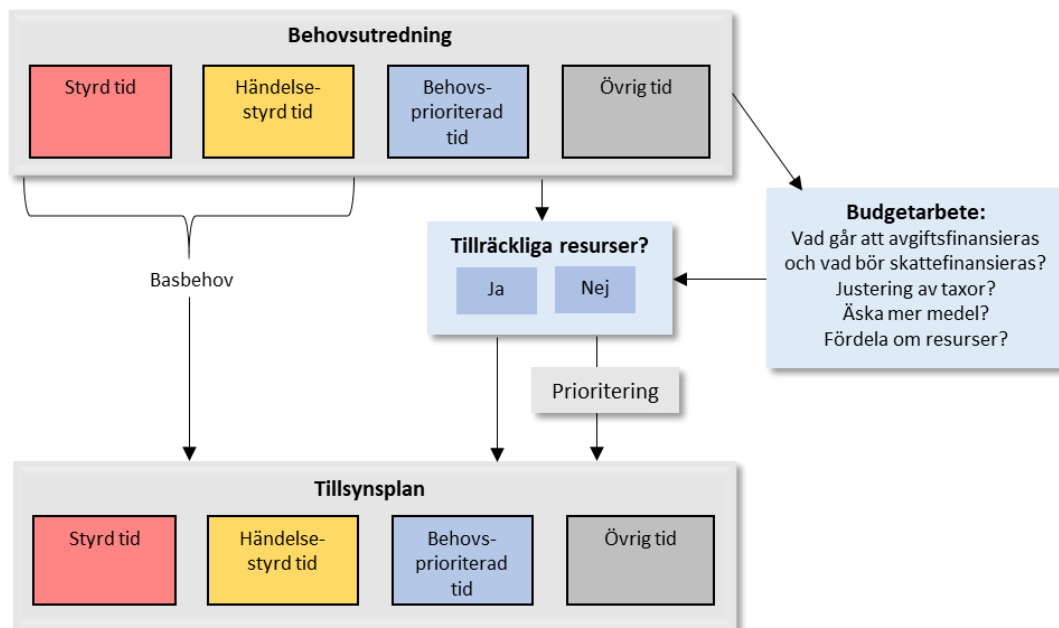 Behovsutredning
Styrd tid
Händelse-
styrd tid
Behovs-
prioriterad
tid
Övrig tid
Basbehov
Tillräckliga resurser?
Ja
Nej
Budgetarbete:
Vad går att avgiftsfinansieras
och vad bör skattefinansieras?
Justering av taxor?
Äska mer medel?
Fördela om resurser?
Prioritering
Tillsynsplan
Styrd tid
Händelse-
styrd tid
Behovs-
prioriterad
tid
Övrig tid